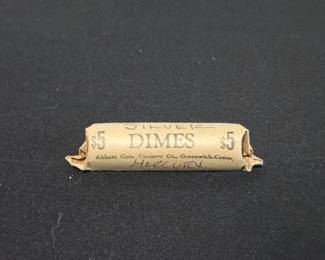 SILVER
$5 DIMES $5
Abbott Coin Counter Co., Greenwich, Conn.
MERCURY